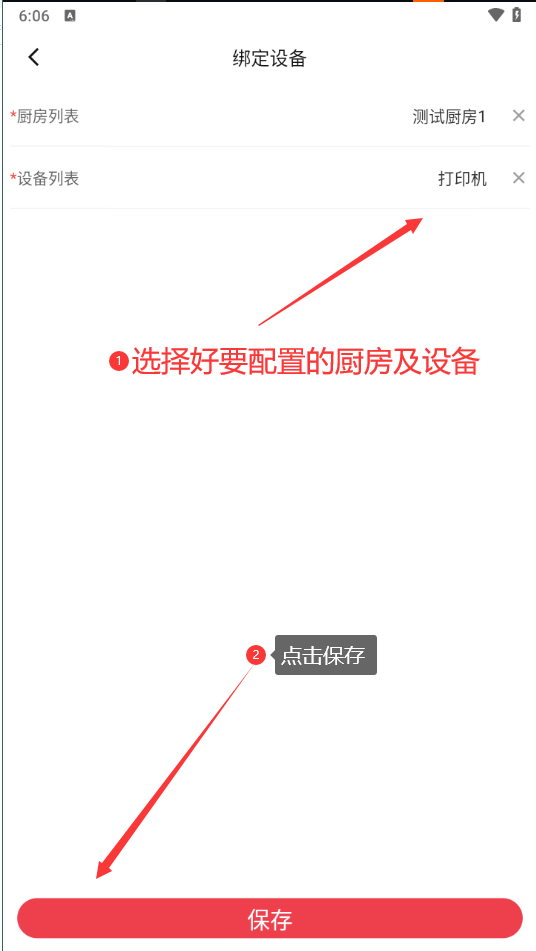 6:06 A
绑定设备
*厨房列表 测试厨房1 ×
*设备列表 打印机 ×
1 选择好要配置的厨房及设备
2 点击保存
保存